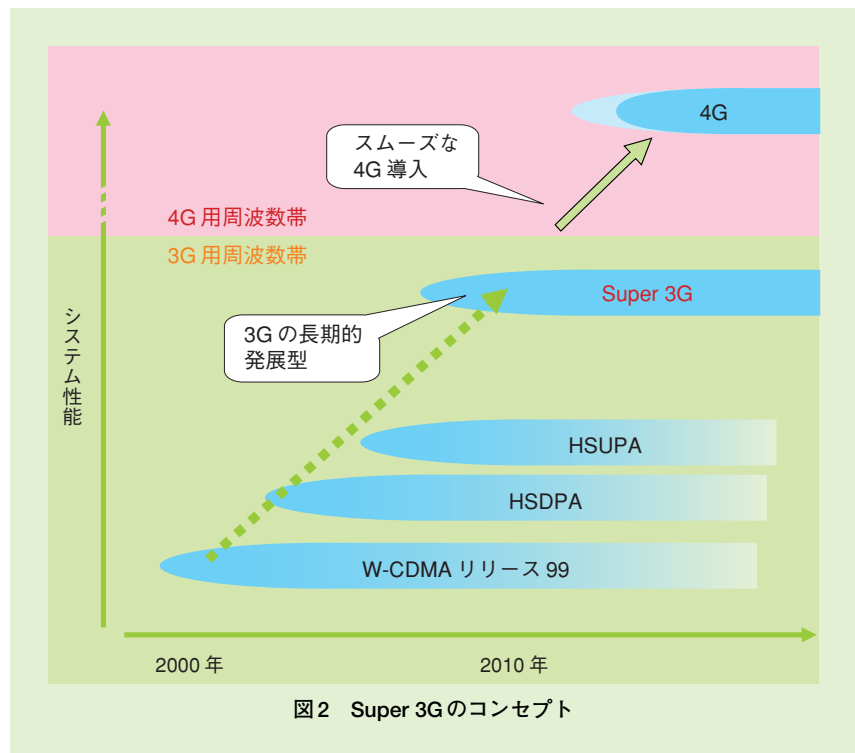 4G
スムーズな
4G 導入
4G 用周波数帯
3G 用周波数帯
Super 3G
3G の長期的
発展型
システム性能
HSUPA
HSDPA
W-CDMA リリース 99
2000 年
2010 年
図2 Super 3Gのコンセプト